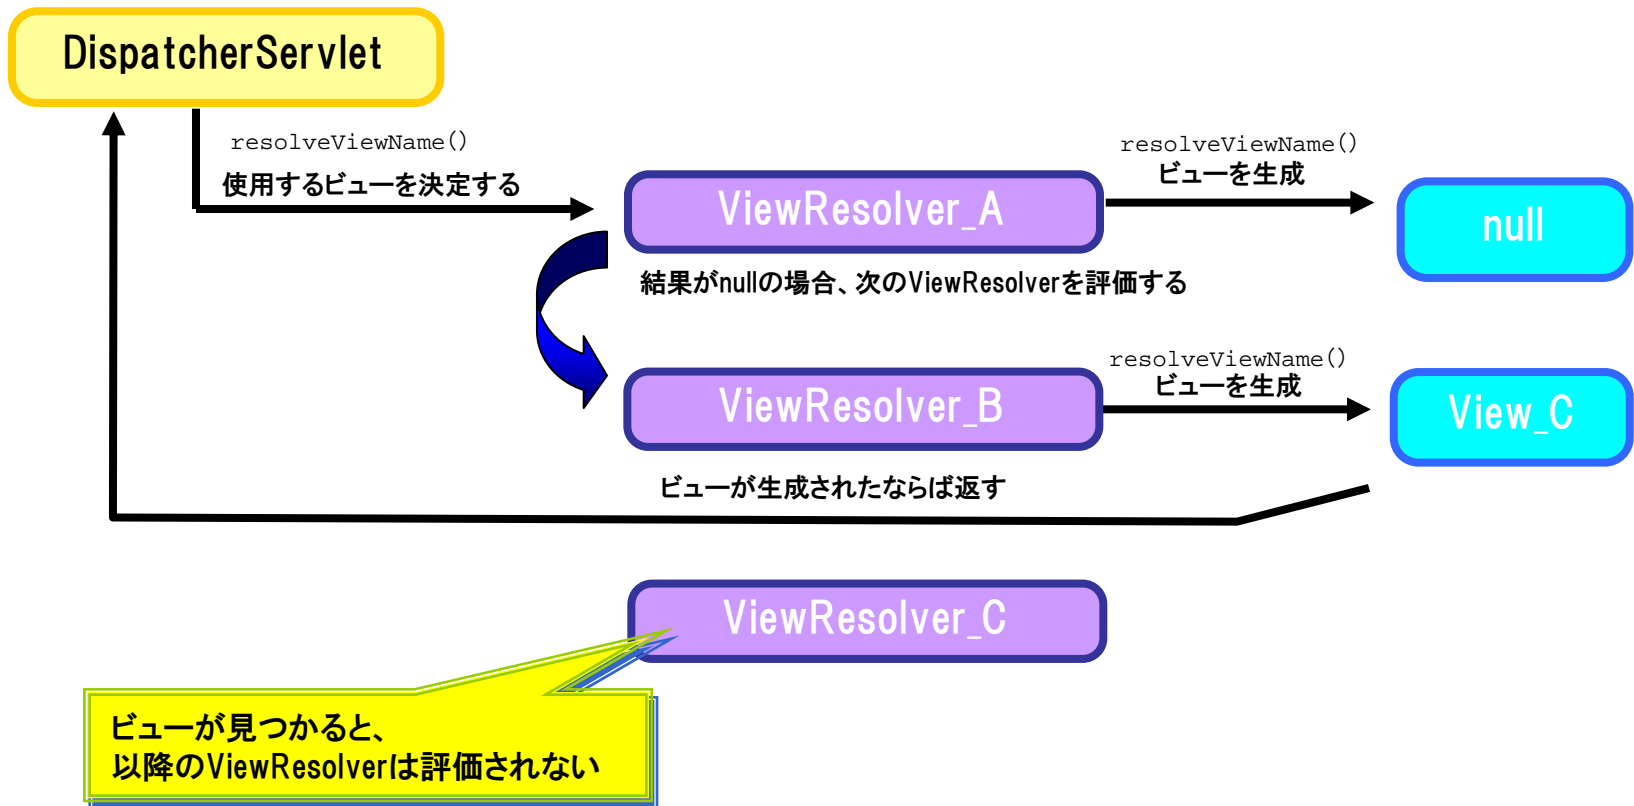 DispatcherServlet
resolveViewName()
使用するビューを決定する
ViewResolver_A
resolveViewName()
ビューを生成
null
結果がnullの場合、次のViewResolverを評価する
ViewResolver_B
resolveViewName()
ビューを生成
View_C
ビューが生成されたならば返す
ViewResolver_C
ビューが見つかると、
以降のViewResolverは評価されない